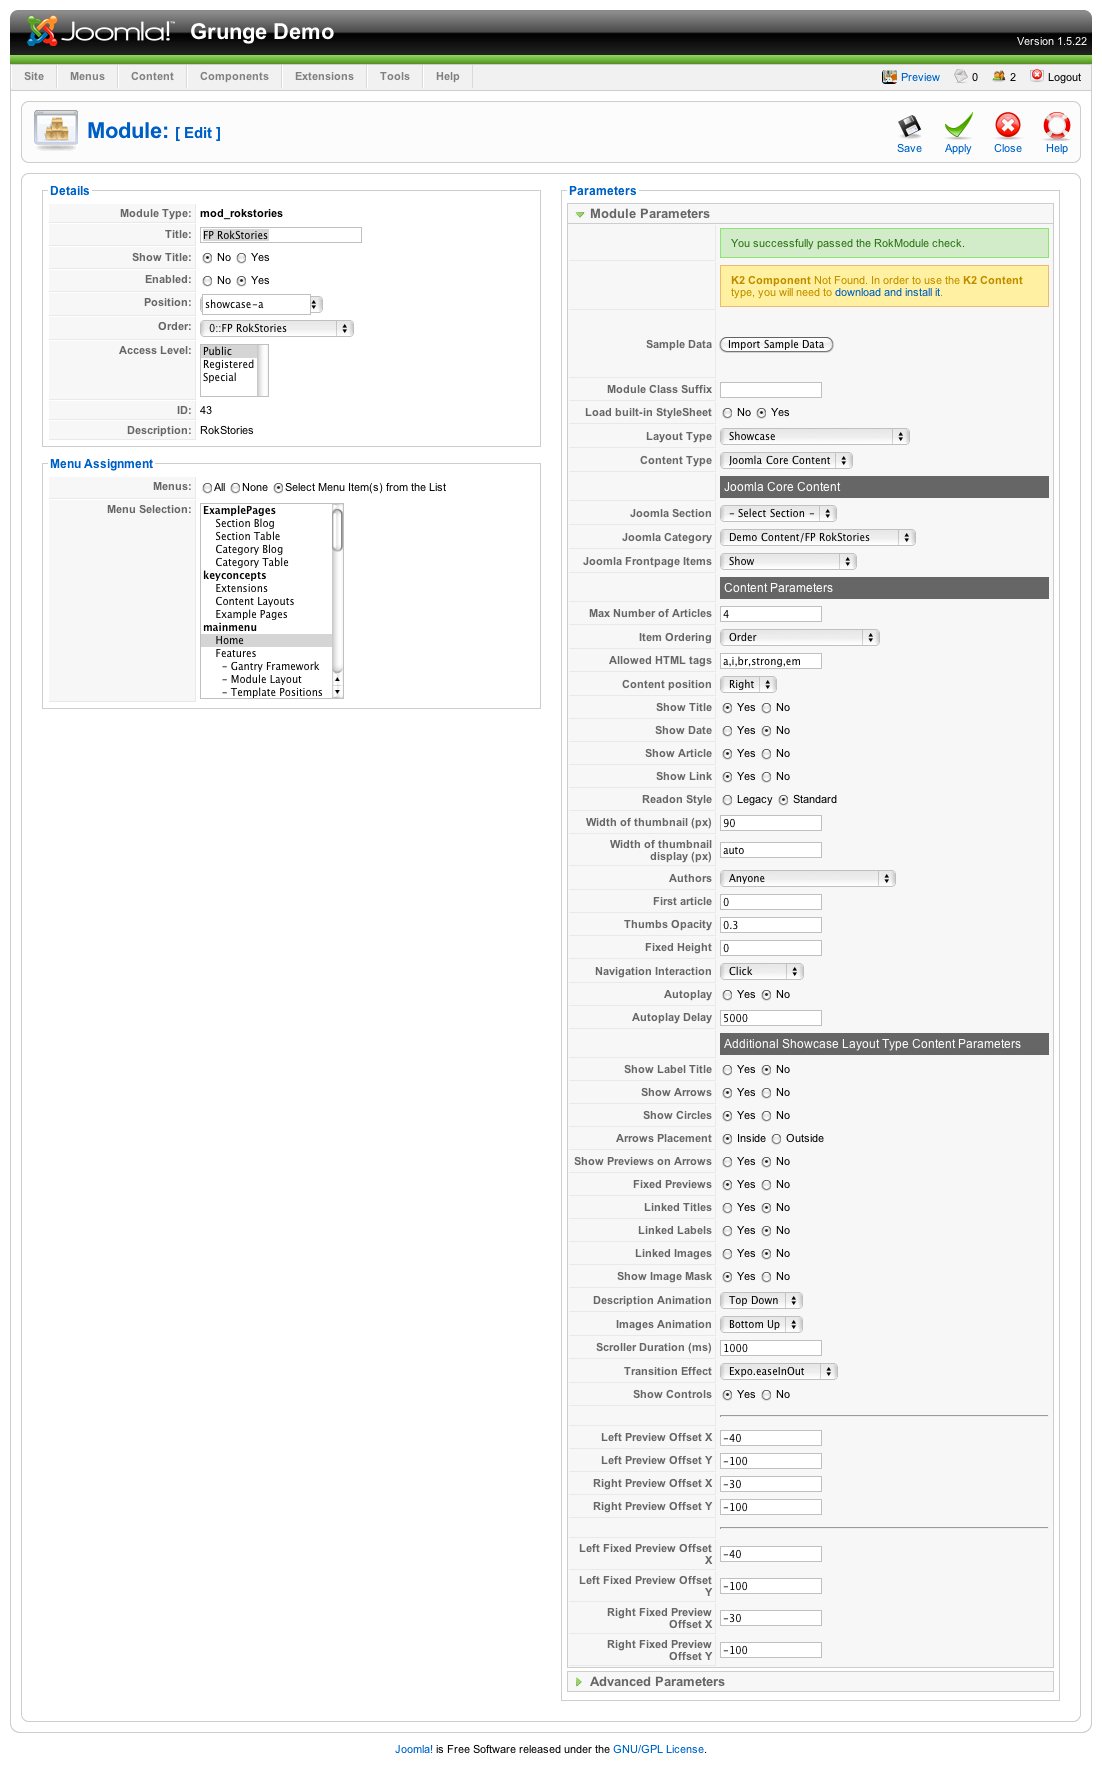 Joomla! Grunge Demo
Version 1.5.22
Site Menus Content Components Extensions Tools Help Preview 0 2 Logout
Module: [ Edit ]
Save Apply Close Help
Details
Module Type: mod_rokstories
Title: FP RokStories
Show Title: No Yes
Enabled: No Yes
Position: showcase-a
Order: 0::FP RokStories
Access Level: Public
Registered
Special
ID: 43
Description: RokStories
Menu Assignment
Menus: All None Select Menu Item(s) from the List
Menu Selection: ExamplePages
Section Blog
Section Table
Category Blog
Category Table
keyconcepts
Extensions
Content Layouts
Example Pages
mainmenu
Home
Features
- Gantry Framework
- Module Layout
- Template Positions
Parameters
Module Parameters
You successfully passed the RokModule check.
K2 Component Not Found. In order to use the K2 Content
type, you will need to download and install it.
Sample Data Import Sample Data
Module Class Suffix
Load built-in StyleSheet No Yes
Layout Type Showcase
Content Type Joomla Core Content
Joomla Core Content
Joomla Section - Select Section -
Joomla Category Demo Content/FP RokStories
Joomla Frontpage Items Show
Content Parameters
Max Number of Articles 4
Item Ordering Order
Allowed HTML tags a,i,br,strong,em
Content position Right
Show Title Yes No
Show Date Yes No
Show Article Yes No
Show Link Yes No
Readon Style Legacy Standard
Width of thumbnail (px) 90
Width of thumbnail
display (px) auto
Authors Anyone
First article 0
Thumbs Opacity 0.3
Fixed Height 0
Navigation Interaction Click
Autoplay Yes No
Autoplay Delay 5000
Additional Showcase Layout Type Content Parameters
Show Label Title Yes No
Show Arrows Yes No
Show Circles Yes No
Arrows Placement Inside Outside
Show Previews on Arrows Yes No
Fixed Previews Yes No
Linked Titles Yes No
Linked Labels Yes No
Linked Images Yes No
Show Image Mask Yes No
Description Animation Top Down
Images Animation Bottom Up
Scroller Duration (ms) 1000
Transition Effect Expo.easeInOut
Show Controls Yes No
Left Preview Offset X -40
Left Preview Offset Y -100
Right Preview Offset X -30
Right Preview Offset Y -100
Left Fixed Preview Offset
X -40
Left Fixed Preview Offset
Y -100
Right Fixed Preview
Offset X -30
Right Fixed Preview
Offset Y -100
Advanced Parameters
Joomla! is Free Software released under the GNU/GPL License.